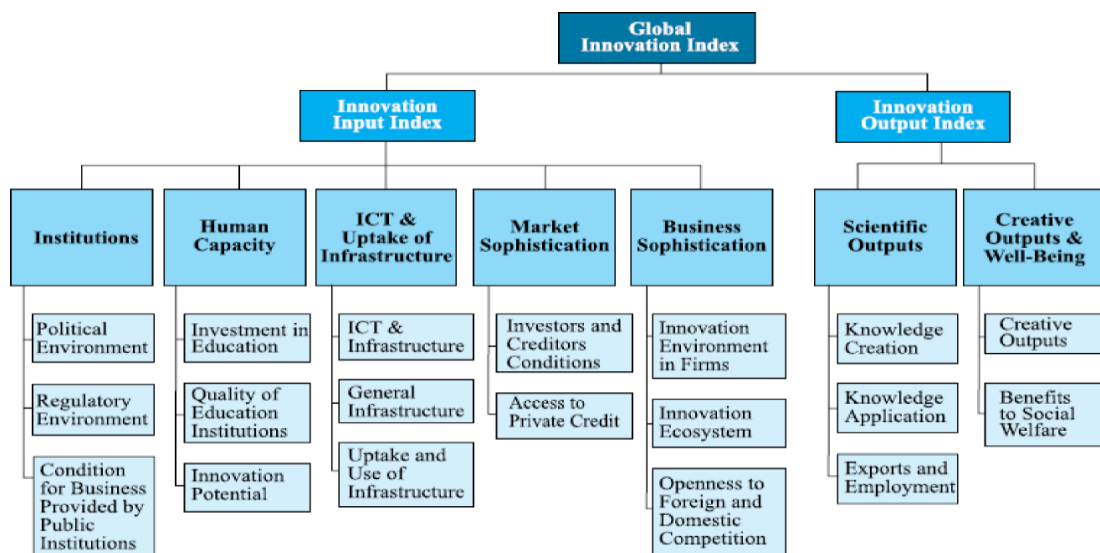 Global
Innovation Index
Innovation
Input Index
Innovation
Output Index
Institutions
Human
Capacity
ICT &
Uptake of
Infrastructure
Market
Sophistication
Business
Sophistication
Scientific
Outputs
Creative
Outputs &
Well-Being
Political
Environment
Regulatory
Environment
Condition
for Business
Provided by
Public
Institutions
Investment in
Education
Quality of
Education
Institutions
Innovation
Potential
ICT &
Infrastructure
General
Infrastructure
Uptake and
Use of
Infrastructure
Investors and
Creditors
Conditions
Access to
Private Credit
Innovation
Environment
in Firms
Innovation
Ecosystem
Openness to
Foreign and
Domestic
Competition
Knowledge
Creation
Knowledge
Application
Exports and
Employment
Creative
Outputs
Benefits
to Social
Welfare